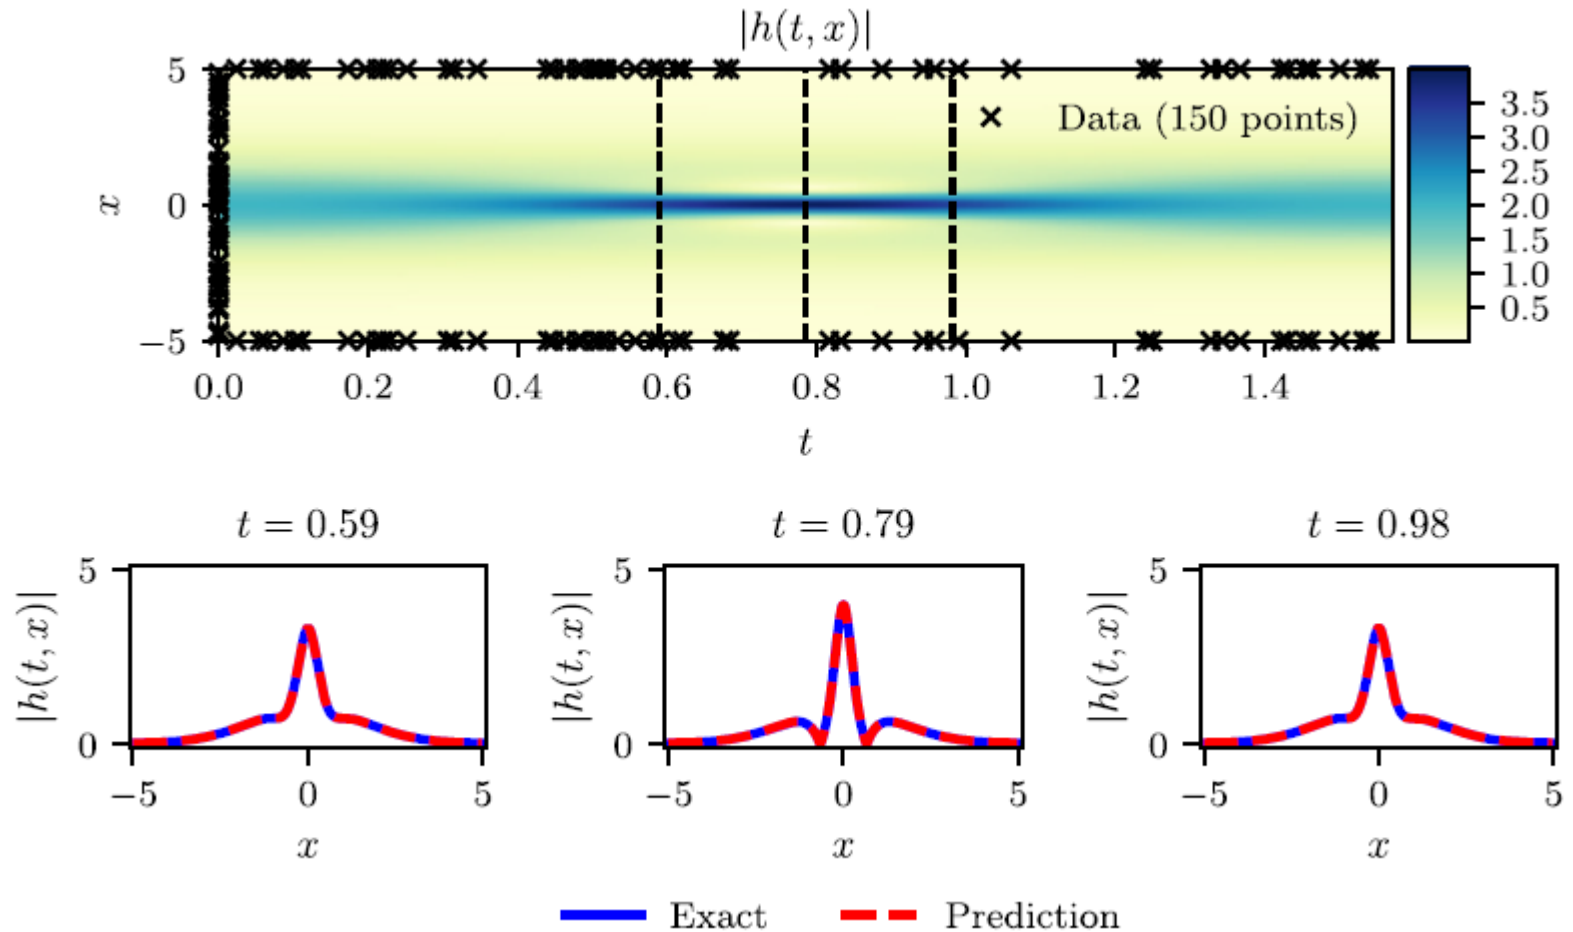 |h(t, x)|
5
0
−5
x
Data (150 points)
3.5
3.0
2.5
2.0
1.5
1.0
0.5
0.0 0.2 0.4 0.6 0.8 1.0 1.2 1.4
t
t = 0.59
5
0
|h(t, x)|
−5 0 5
x
t = 0.79
5
0
|h(t, x)|
−5 0 5
x
t = 0.98
5
0
|h(t, x)|
−5 0 5
x
Exact Prediction